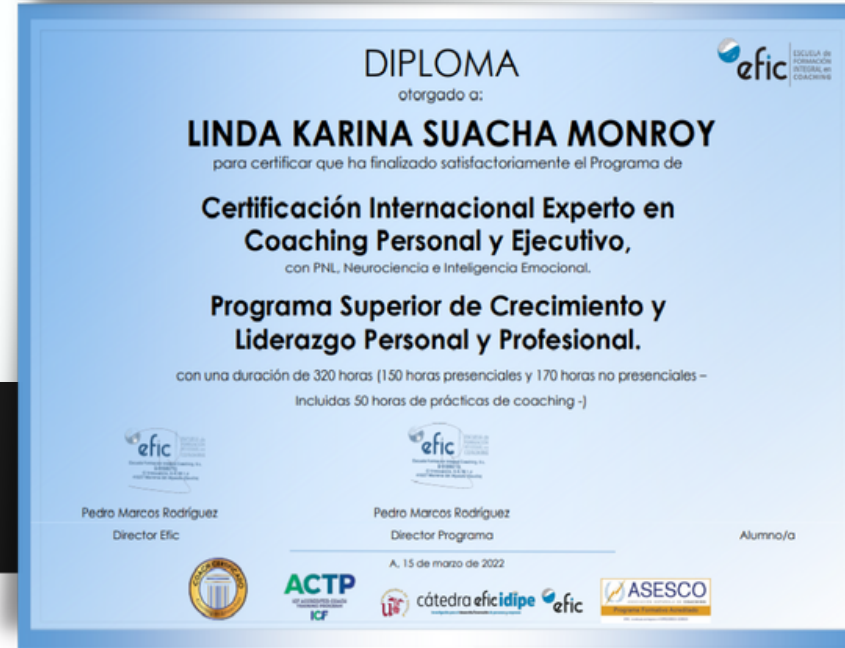 DIPLOMA
efic
ESCUELA de
FORMACIÓN
INTEGRAL en
COACHING
otorgado a:
LINDA KARINA SUACHA MONROY
para certificar que ha finalizado satisfactoriamente el Programa de
Certificación Internacional Experto en
Coaching Personal y Ejecutivo,
con PNL, Neurociencia e Inteligencia Emocional.
Programa Superior de Crecimiento y
Liderazgo Personal y Profesional.
con una duración de 320 horas (150 horas presenciales y 170 horas no presenciales –
Incluidas 50 horas de prácticas de coaching -)
efic
efic
Pedro Marcos Rodríguez
Pedro Marcos Rodríguez
Director Efic
Director Programa
Alumno/a
A, 15 de marzo de 2022
COACH CERTIFICADO
ACTP
ICF
cátedra eficidipe
efic
ASESCO
Programa Formativo Acreditado